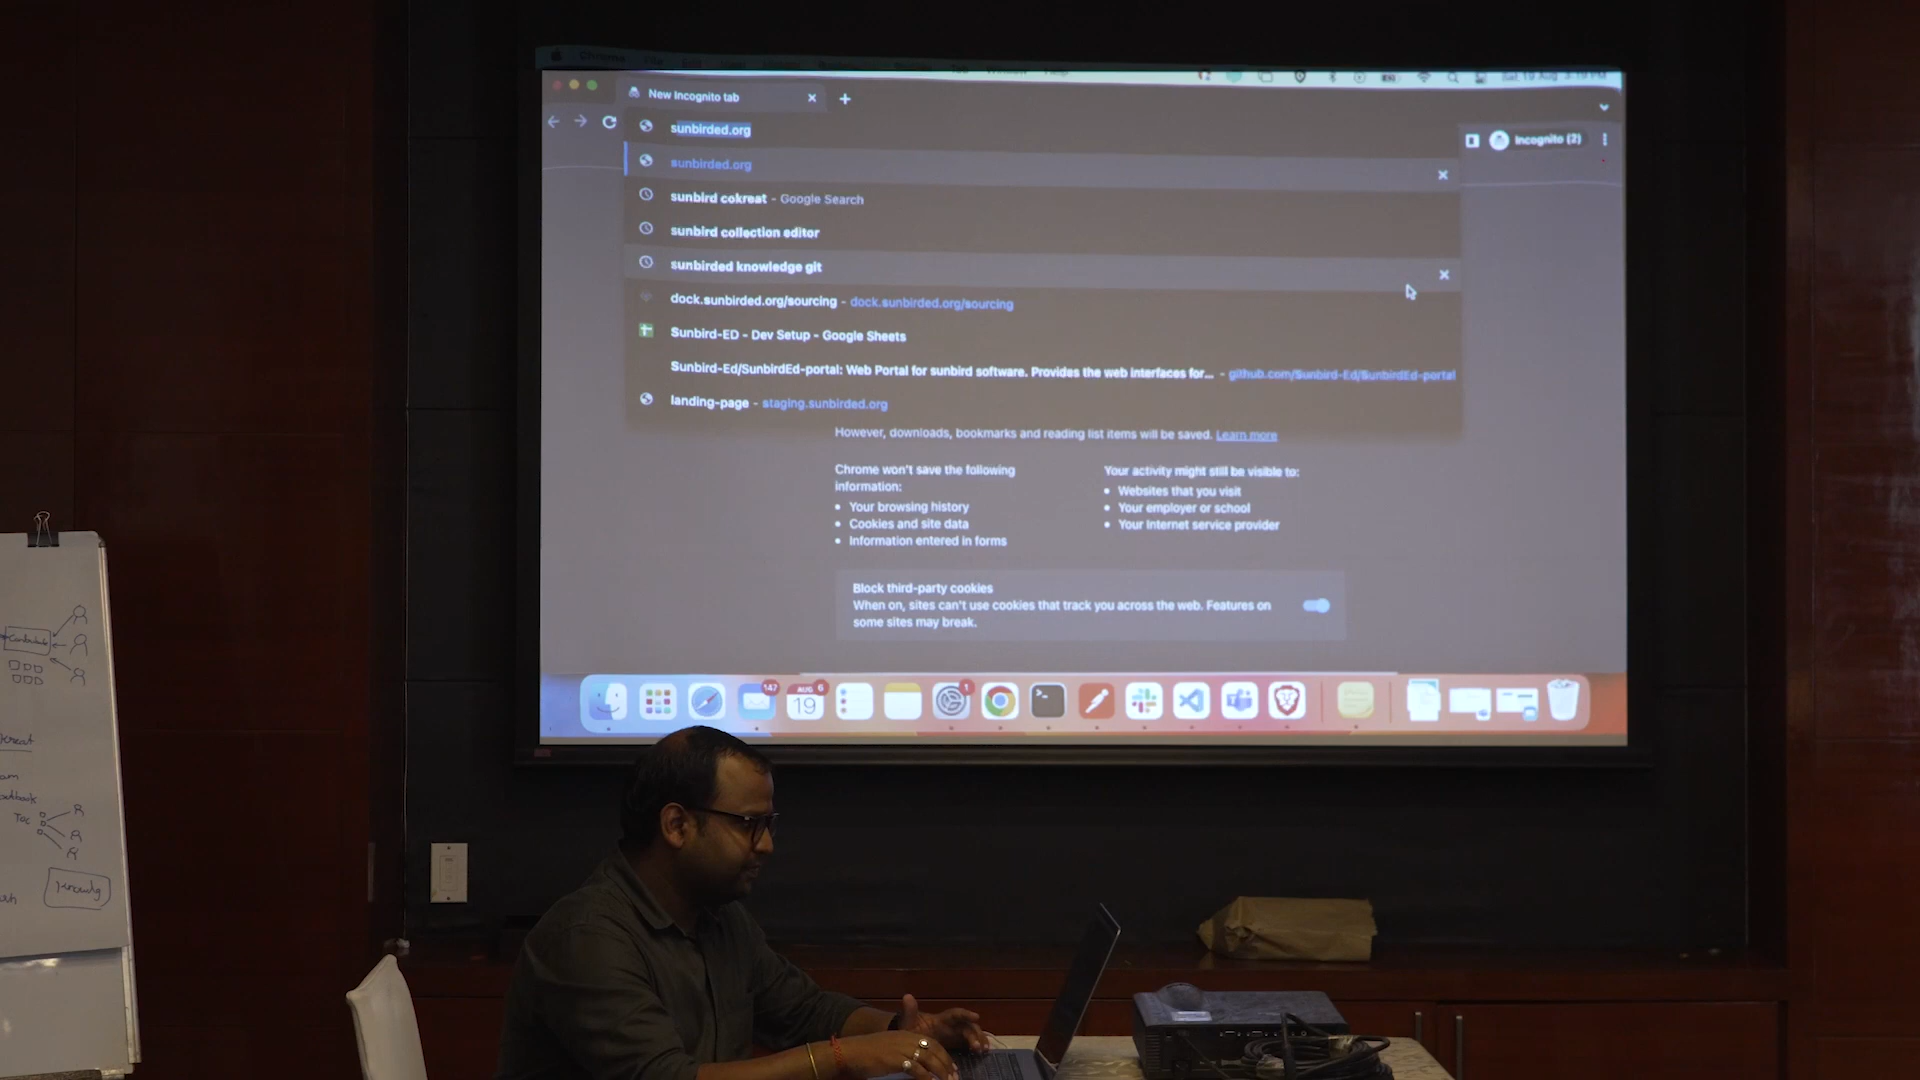 New Incognito tab
sunbirded.org
Incognito (2)
sunbirded.org
sunbird cokreat - Google Search
sunbird collection editor
sunbirded knowledge git
dock.sunbirded.org/sourcing - dock.sunbirded.org/sourcing
Sunbird-ED - Dev Setup - Google Sheets
Sunbird-Ed/SunbirdEd-portal: Web Portal for sunbird software. Provides the web interfaces for... - github.com/Sunbird-Ed/SunbirdEd-portal
landing-page - staging.sunbirded.org
However, downloads, bookmarks and reading list items will be saved. Learn more
Chrome won't save the following
information:
• Your browsing history
• Cookies and site data
• Information entered in forms
Your activity might still be visible to:
• Websites that you visit
• Your employer or school
• Your Internet service provider
Block third-party cookies
When on, sites can't use cookies that track you across the web. Features on
some sites may break.
147
AUG 6
19
1
Toc